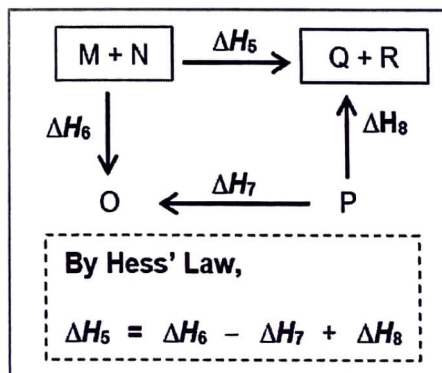 M + N ΔH₅ Q + R
ΔH₆ ΔH₈
O ΔH₇ P
By Hess' Law,
ΔH₅ = ΔH₆ − ΔH₇ + ΔH₈